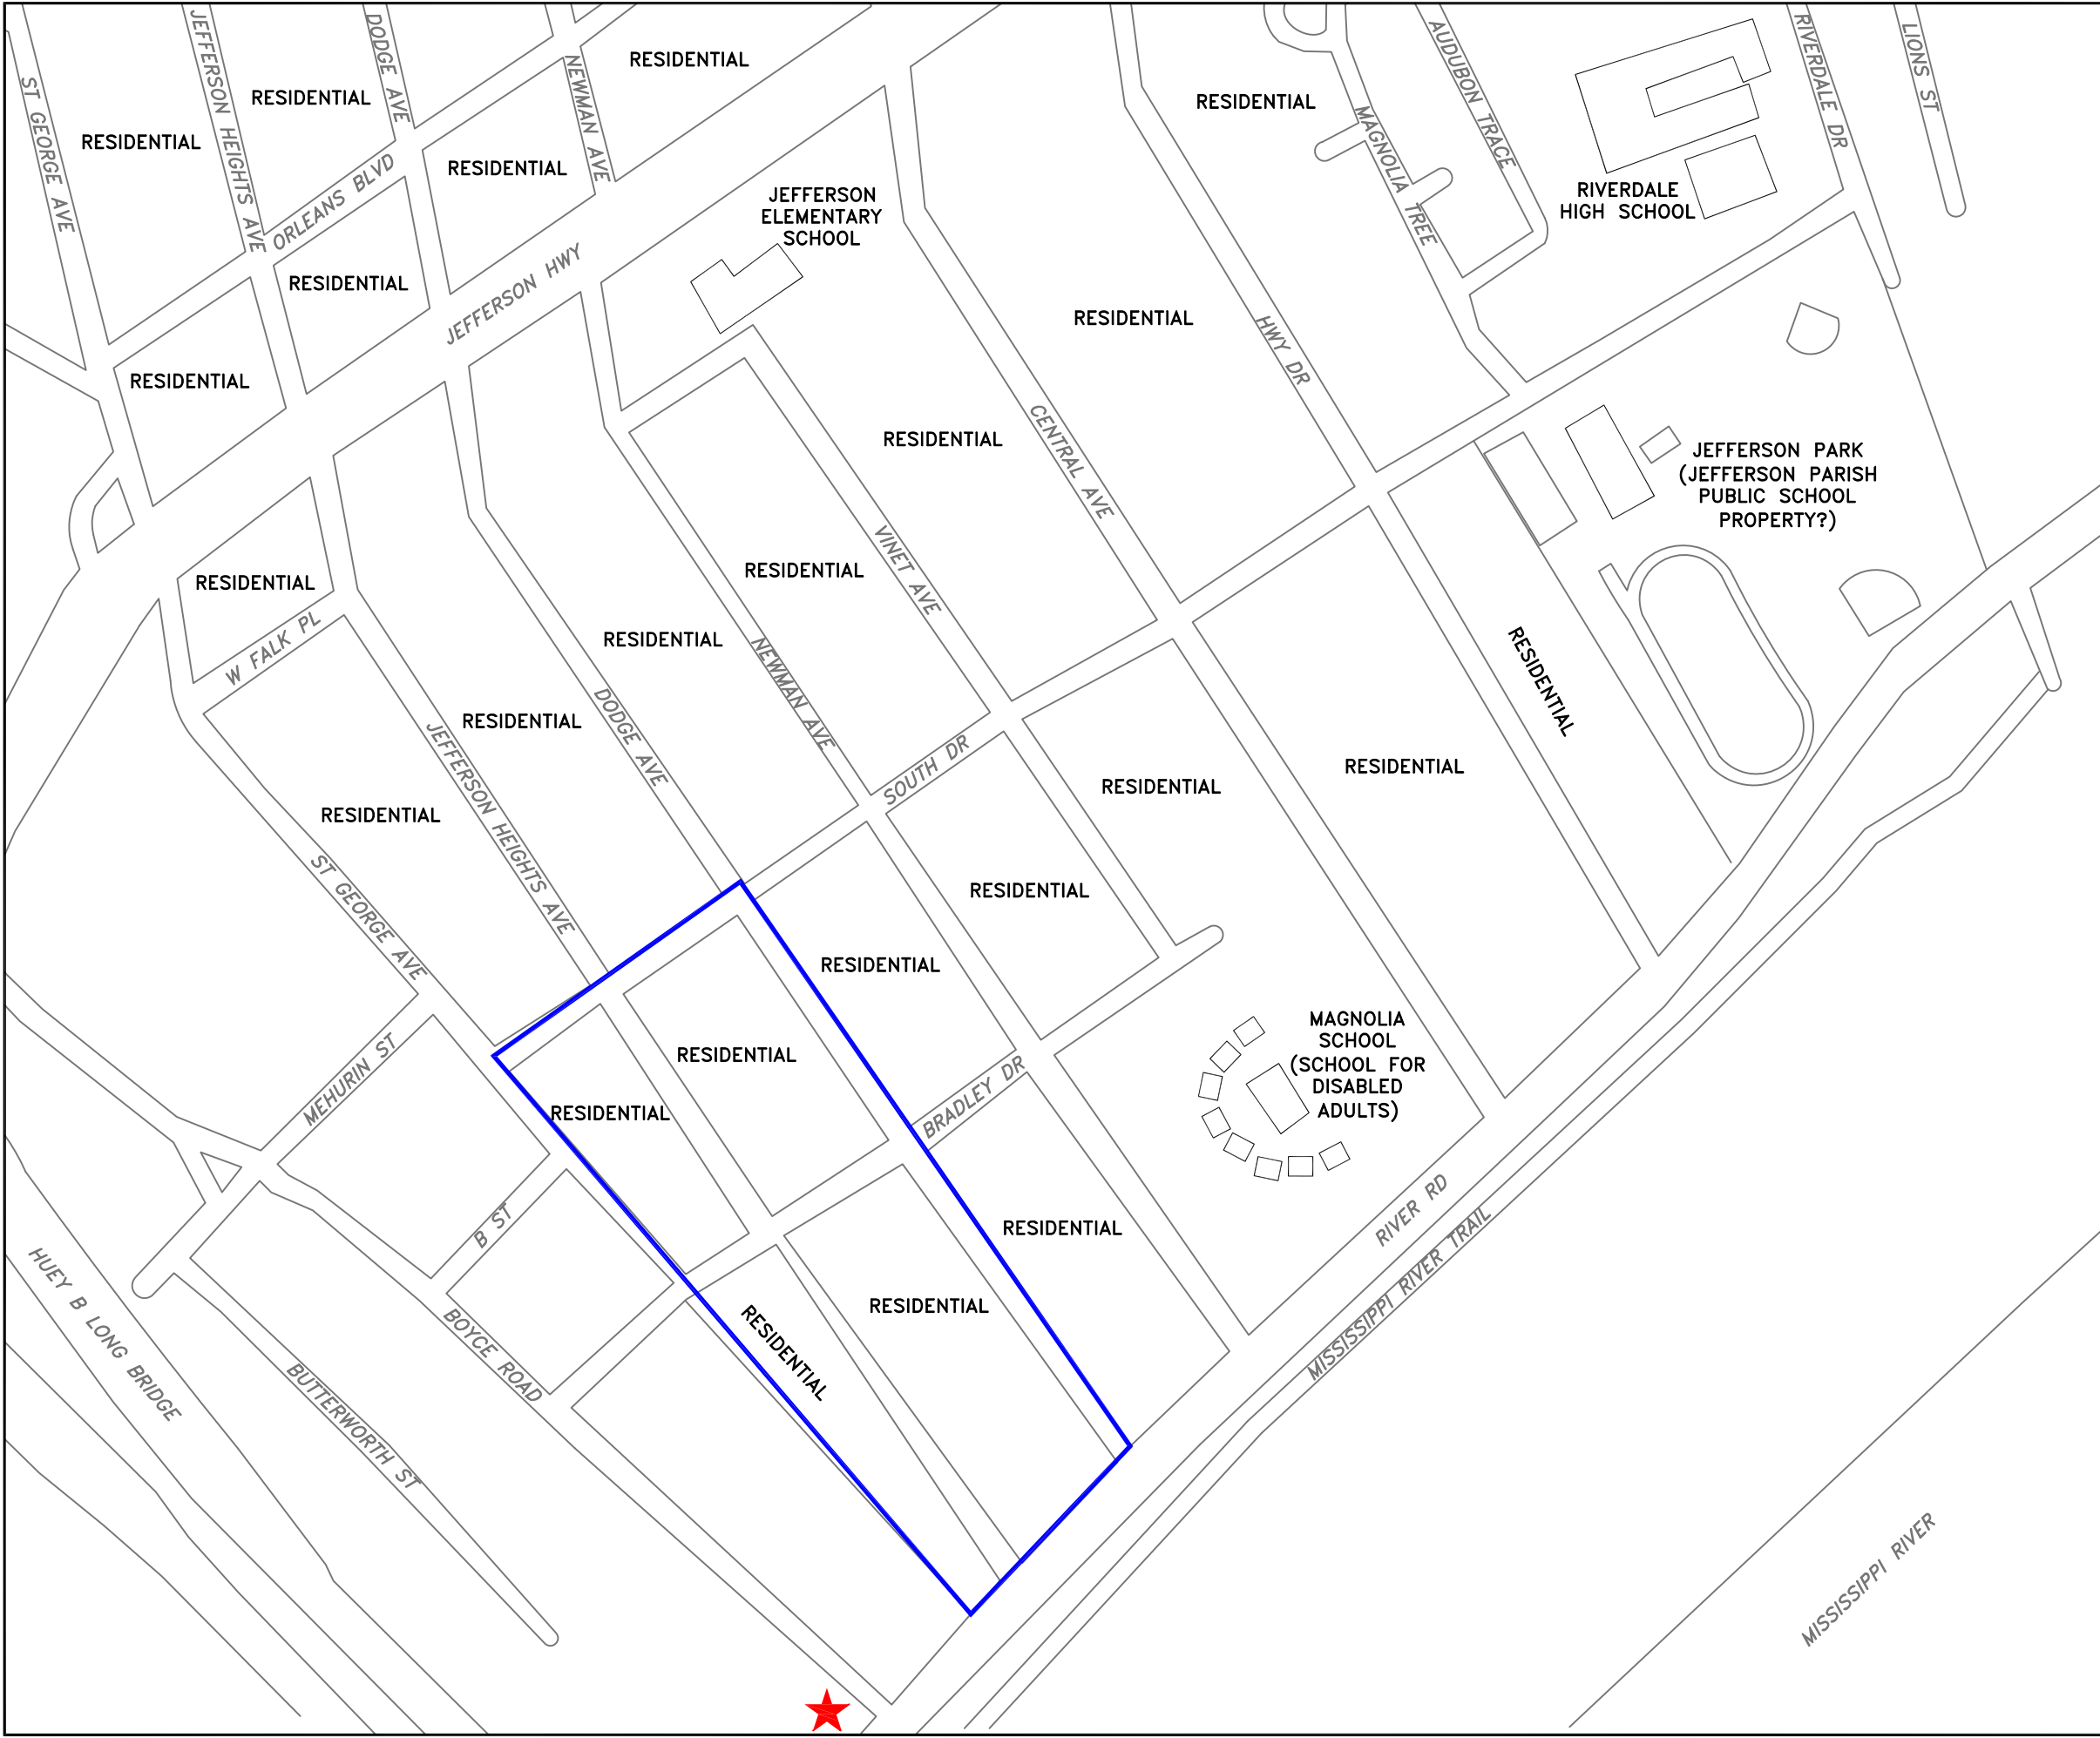 ST GEORGE AVE
JEFFERSON HEIGHTS AVE
DODGE AVE
NEWMAN AVE
RESIDENTIAL
RESIDENTIAL
RESIDENTIAL
RESIDENTIAL
RESIDENTIAL
AUDUBON TRACE
RIVERDALE DR
LIONS ST
MAGNOLIA TREE
ORLEANS BLVD
JEFFERSON
ELEMENTARY
SCHOOL
RIVERDALE
HIGH SCHOOL
RESIDENTIAL
JEFFERSON HWY
RESIDENTIAL
HWY DR
RESIDENTIAL
RESIDENTIAL
CENTRAL AVE
JEFFERSON PARK
(JEFFERSON PARISH
PUBLIC SCHOOL
PROPERTY?)
RESIDENTIAL
RESIDENTIAL
VINET AVE
W FALK PL
RESIDENTIAL
NEWMAN AVE
RESIDENTIAL
RESIDENTIAL
DODGE AVE
JEFFERSON HEIGHTS AVE
SOUTH DR
RESIDENTIAL
RESIDENTIAL
RESIDENTIAL
ST GEORGE AVE
RESIDENTIAL
RESIDENTIAL
MEHURIN ST
RESIDENTIAL
MAGNOLIA
SCHOOL
(SCHOOL FOR
DISABLED
ADULTS)
BRADLEY DR
RESIDENTIAL
B ST
RESIDENTIAL
RIVER RD
HUEY B LONG BRIDGE
BOYCE ROAD
RESIDENTIAL
RESIDENTIAL
MISSISSIPPI RIVER TRAIL
BUTTERWORTH ST
MISSISSIPPI RIVER